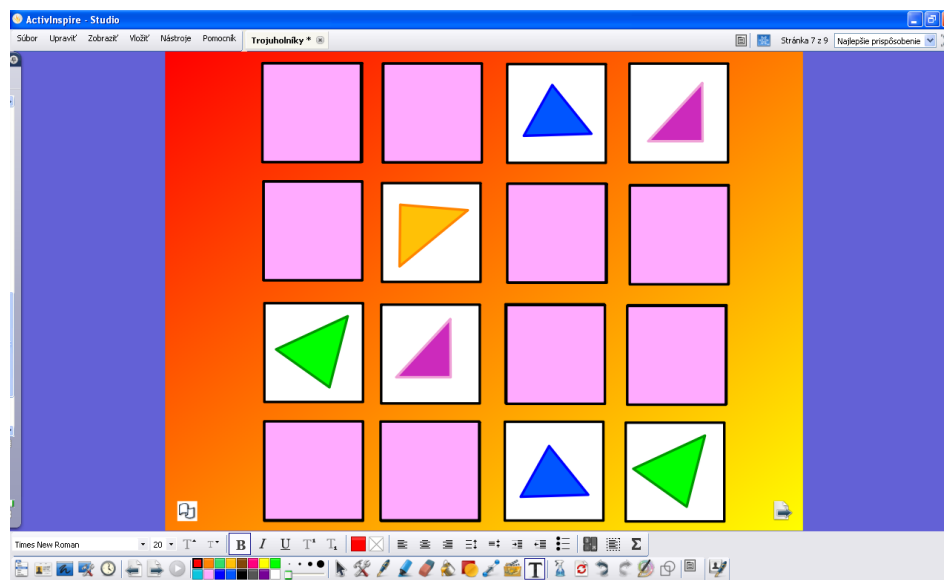 ActivInspire - Studio
Súbor Upraviť Zobraziť Vložiť Nástroje Pomocník Trojuholníky * Stránka 7 z 9 Najlepšie prispôsobenie
Times New Roman 20 T T B I U T T Σ
T